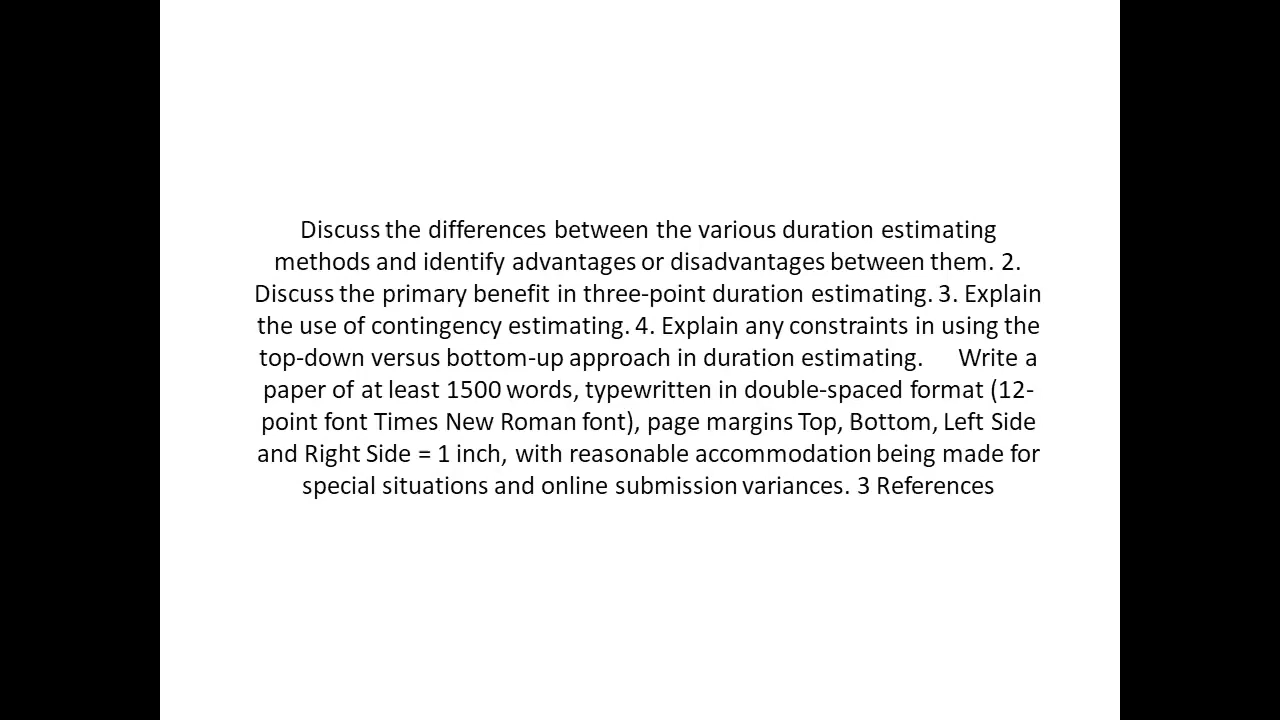 Discuss the differences between the various duration estimating
methods and identify advantages or disadvantages between them. 2.
Discuss the primary benefit in three-point duration estimating. 3. Explain
the use of contingency estimating. 4. Explain any constraints in using the
top-down versus bottom-up approach in duration estimating. Write a
paper of at least 1500 words, typewritten in double-spaced format (12-
point font Times New Roman font), page margins Top, Bottom, Left Side
and Right Side = 1 inch, with reasonable accommodation being made for
special situations and online submission variances. 3 References